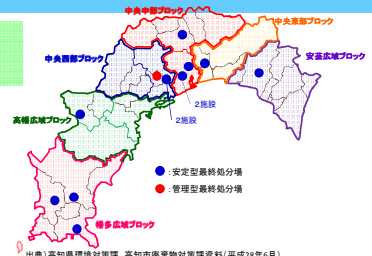 中央中部ブロック
中央東部ブロック
中央西部ブロック
安芸広域ブロック
2施設
高幡広域ブロック
2施設
:安定型最終処分場
:管理型最終処分場
幡多広域ブロック
出典)高知県環境対策課、高知市廃棄物対策課資料(平成28年6月)